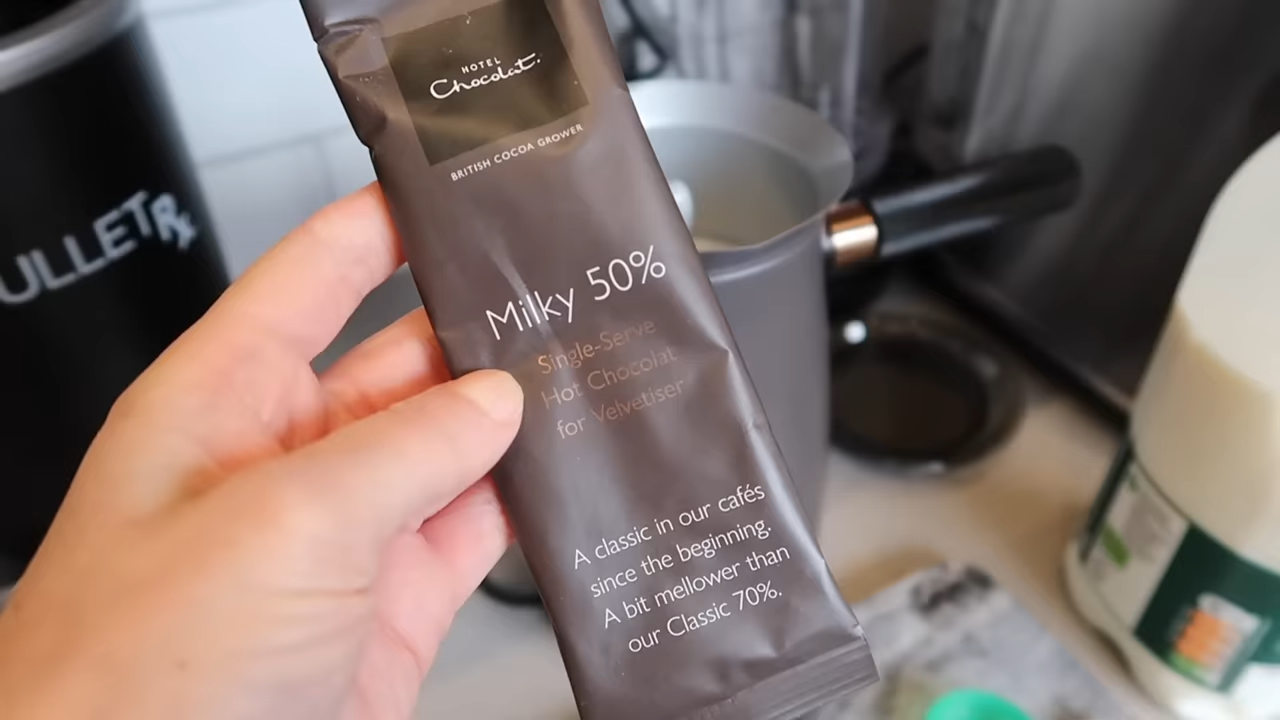 HOTEL
Chocolat.
BRITISH COCOA GROWER
ULLETRx
Milky 50%
Single-Serve
Hot Chocolat
for Velvetiser
A classic in our cafés
since the beginning.
A bit mellower than
our Classic 70%.